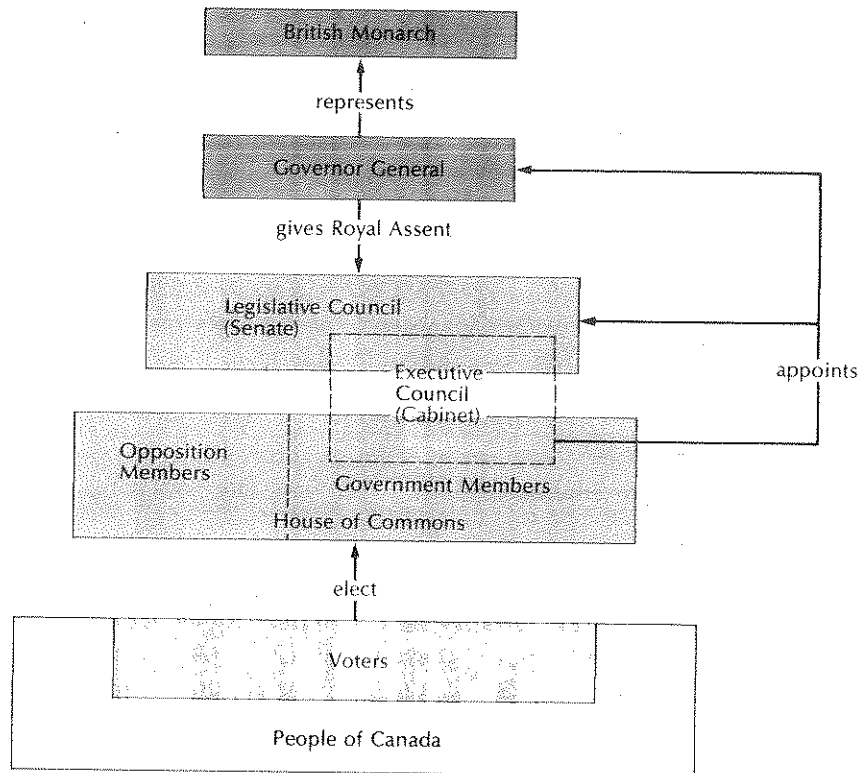 British Monarch
represents
Governor General
gives Royal Assent
Legislative Council
(Senate)
appoints
Executive
Council
(Cabinet)
Opposition
Members
Government Members
House of Commons
elect
Voters
People of Canada